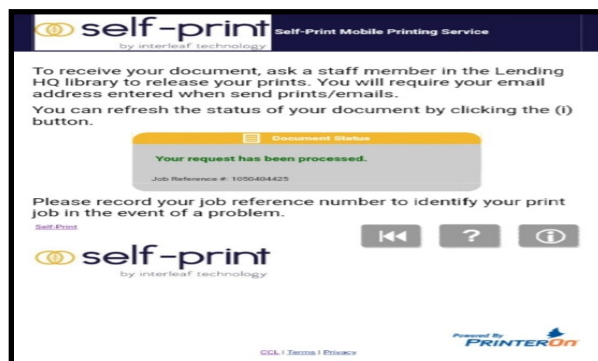 self-print
by interleaf technology
Self-Print Mobile Printing Service
To receive your document, ask a staff member in the Lending
HQ library to release your prints. You will require your email
address entered when send prints/emails.
You can refresh the status of your document by clicking the (i)
button.
Document Status
Your request has been processed.
Job Reference #: 1050404425
Please record your job reference number to identify your print
job in the event of a problem.
Self-Print
?
i
self-print
by interleaf technology
Powered By
PRINTERON
CCL | Terms | Privacy